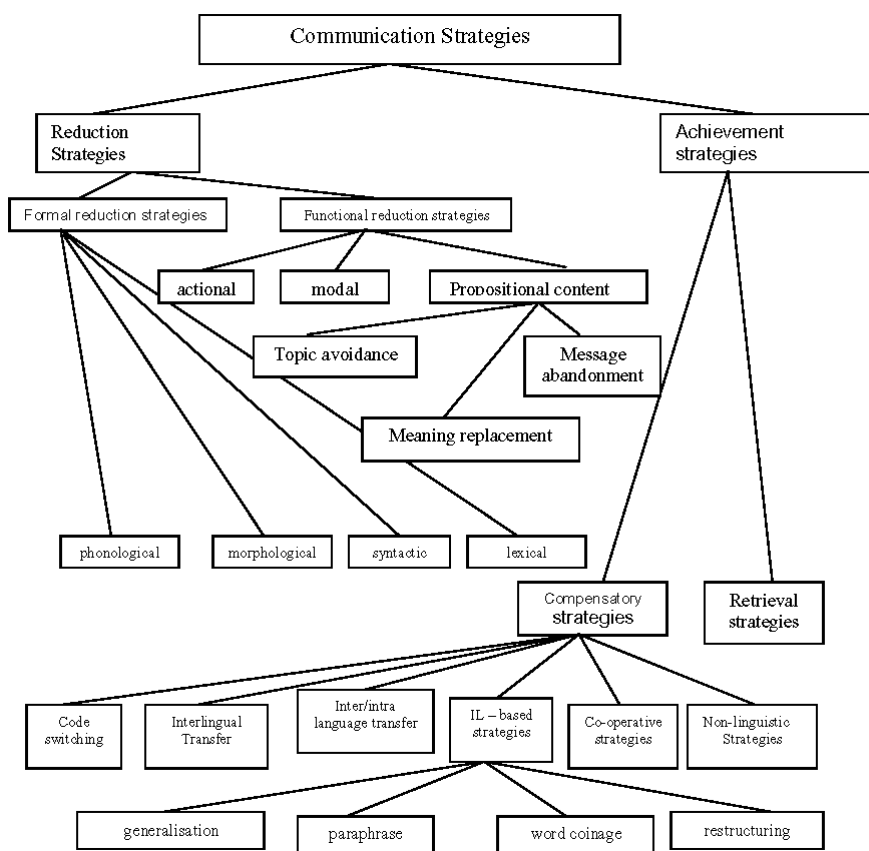 Communication Strategies
Reduction
Strategies
Achievement
strategies
Formal reduction strategies
Functional reduction strategies
actional
modal
Propositional content
Topic avoidance
Message
abandonment
Meaning replacement
phonological
morphological
syntactic
lexical
Compensatory
strategies
Retrieval
strategies
Code
switching
Interlingual
Transfer
Inter/intra
language transfer
IL – based
strategies
Co-operative
strategies
Non-linguistic
Strategies
generalisation
paraphrase
word coinage
restructuring